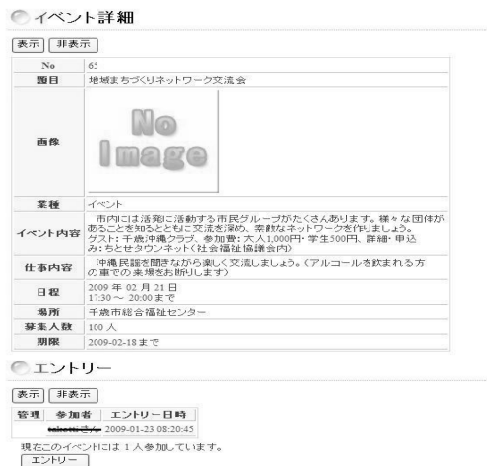 イベント詳細
表示 非表示
No
題目 地域まちづくりネットワーク交流会
画像 No Image
業種 イベント
イベント内容 市内には活発に活動する市民グループがたくさんあります。様々な団体が
あることを知るとともに交流を深め、素敵なネットワークを作りましょう。
ゲスト：千歳沖縄クラブ、参加費：大人1,000円・学生500円、詳細・申込
み：ちとせタウンネット（社会福祉協議会内）
仕事内容 沖縄民謡を聞きながら楽しく交流しましょう。（アルコールを飲まれる方
の車での来場をお断りします）
日程 2009 年 02 月 21 日
17:30 ～ 20:00まで
場所 千歳市総合福祉センター
募集人数 100 人
期限 2009-02-18まで
エントリー
表示 非表示
管理 参加者 エントリー日時
さん 2009-01-23 08:20:45
現在このイベントには 1 人参加しています。
エントリー